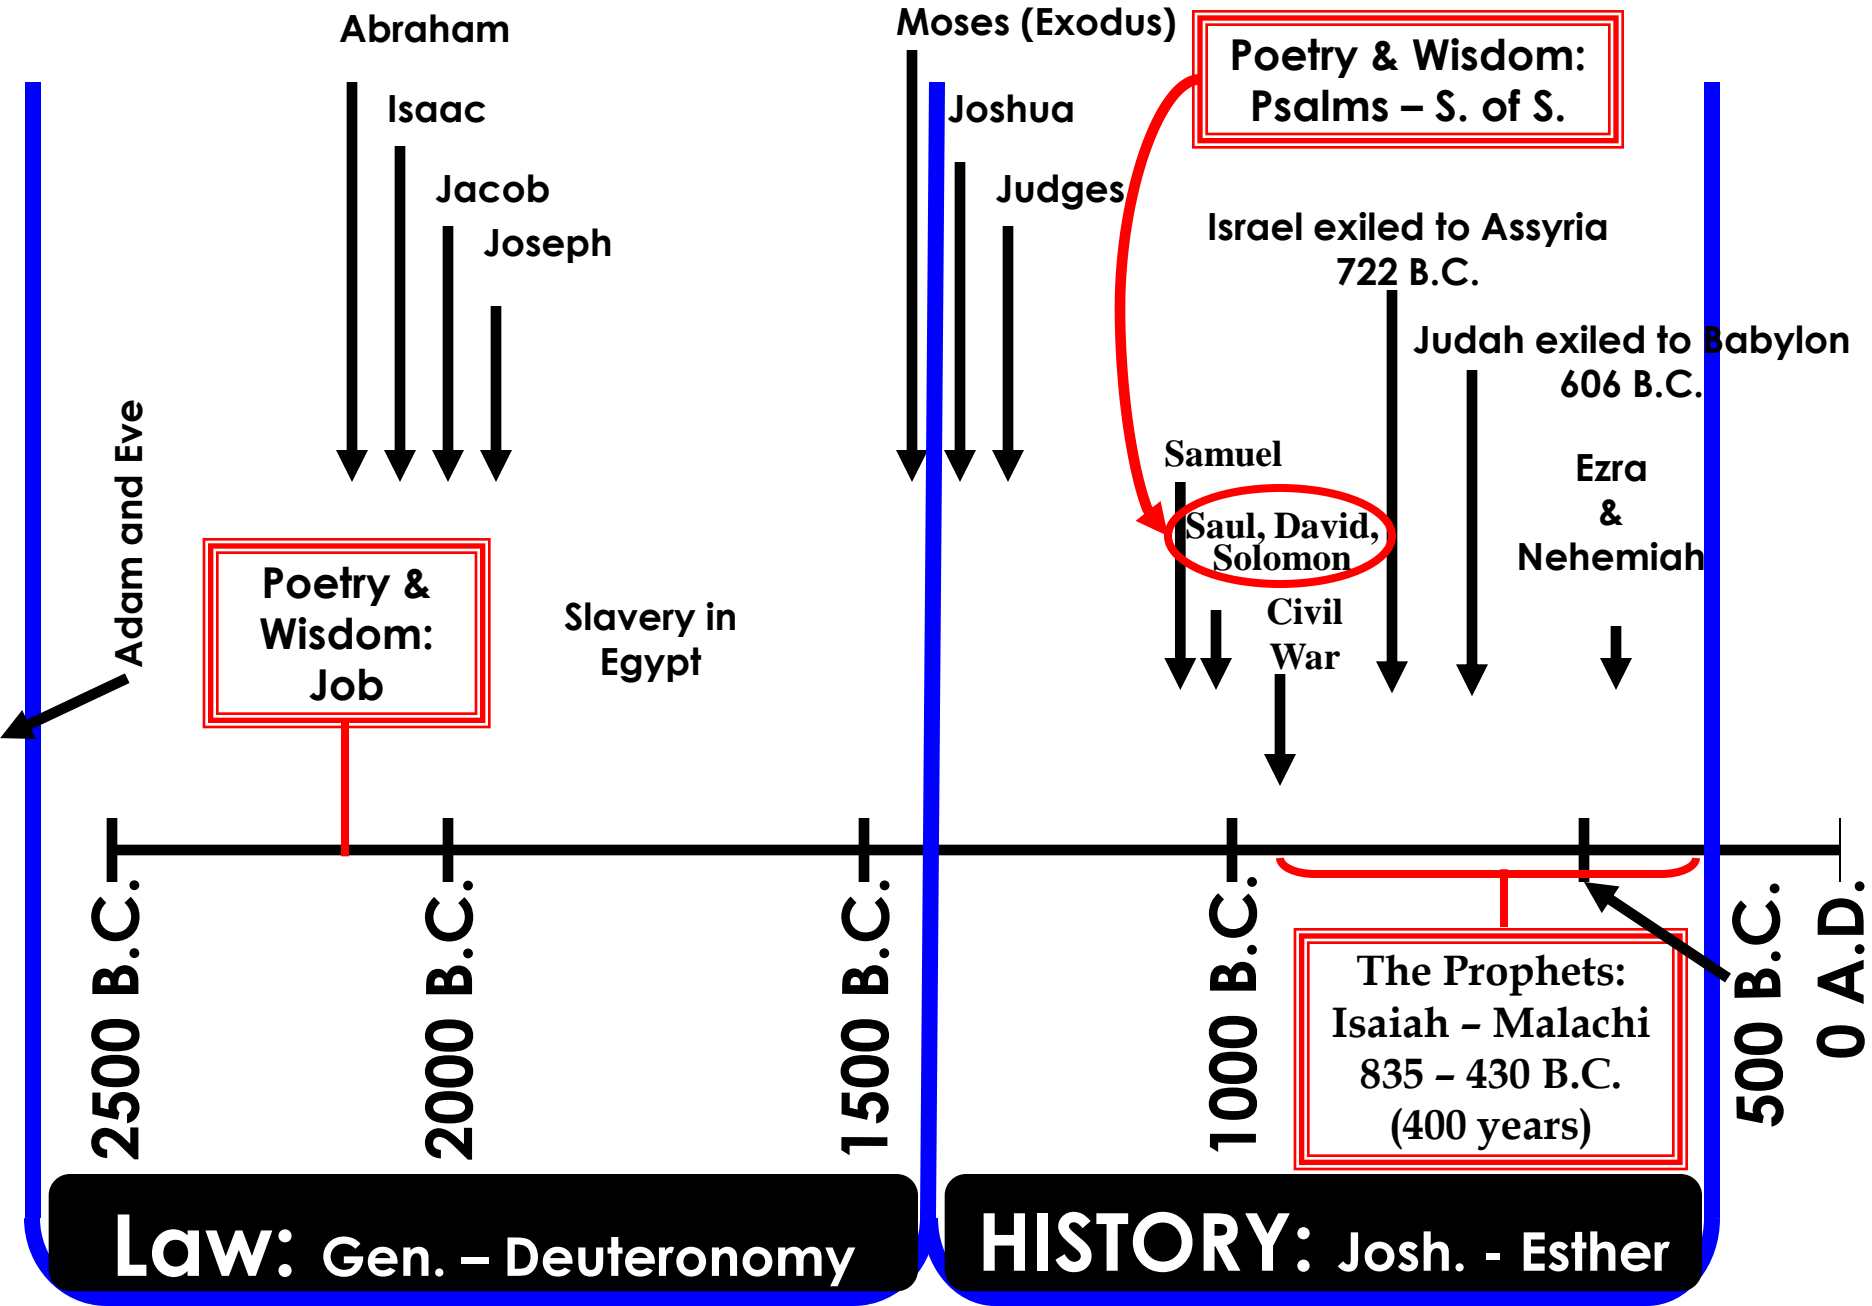 Abraham
Moses (Exodus)
Poetry & Wisdom:
Psalms – S. of S.
Isaac
Joshua
Jacob
Judges
Joseph
Israel exiled to Assyria
722 B.C.
Judah exiled to Babylon
606 B.C.
Adam and Eve
Samuel
Saul, David,
Solomon
Ezra
&
Nehemiah
Poetry &
Wisdom:
Job
Slavery in
Egypt
Civil
War
2500 B.C.
2000 B.C.
1500 B.C.
1000 B.C.
500 B.C.
0 A.D.
The Prophets:
Isaiah – Malachi
835 – 430 B.C.
(400 years)
Law: Gen. – Deuteronomy
HISTORY: Josh. - Esther